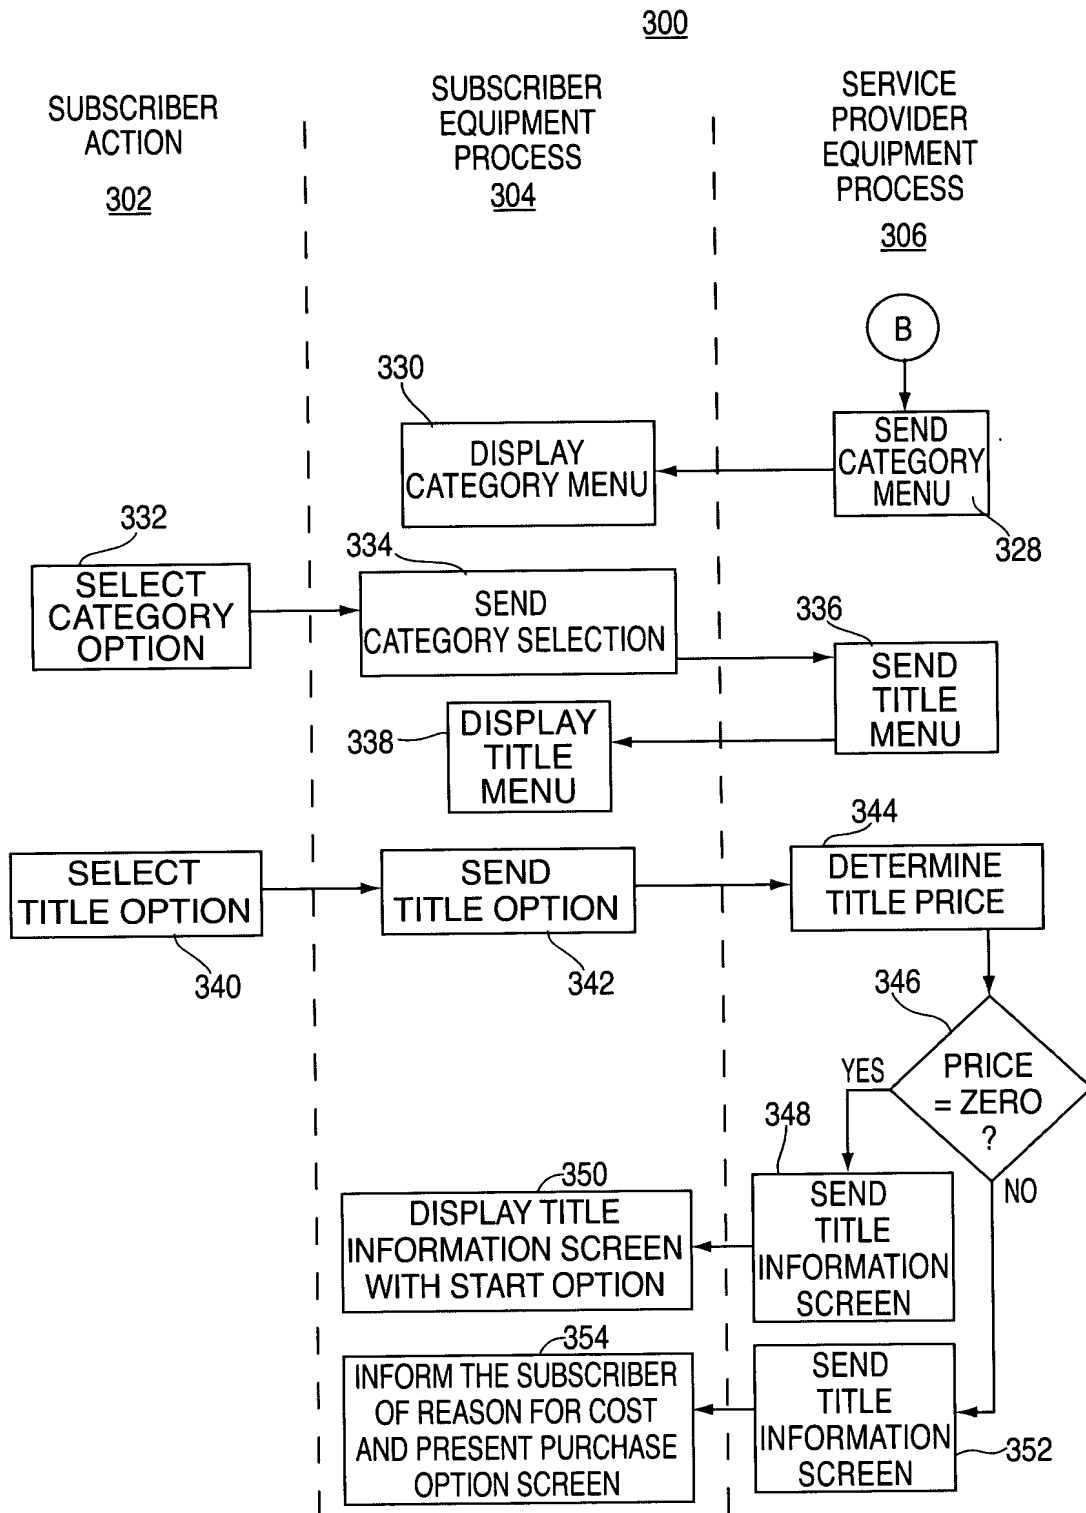 300
SUBSCRIBER
ACTION
302
SUBSCRIBER
EQUIPMENT
PROCESS
304
SERVICE
PROVIDER
EQUIPMENT
PROCESS
306
B
330
DISPLAY
CATEGORY MENU
SEND
CATEGORY
MENU
328
332
SELECT
CATEGORY
OPTION
334
SEND
CATEGORY SELECTION
336
SEND
TITLE
MENU
338
DISPLAY
TITLE
MENU
SELECT
TITLE OPTION
340
SEND
TITLE OPTION
342
344
DETERMINE
TITLE PRICE
346
PRICE
= ZERO
?
YES
NO
348
SEND
TITLE
INFORMATION
SCREEN
350
DISPLAY TITLE
INFORMATION SCREEN
WITH START OPTION
354
INFORM THE SUBSCRIBER
OF REASON FOR COST
AND PRESENT PURCHASE
OPTION SCREEN
SEND
TITLE
INFORMATION
SCREEN
352